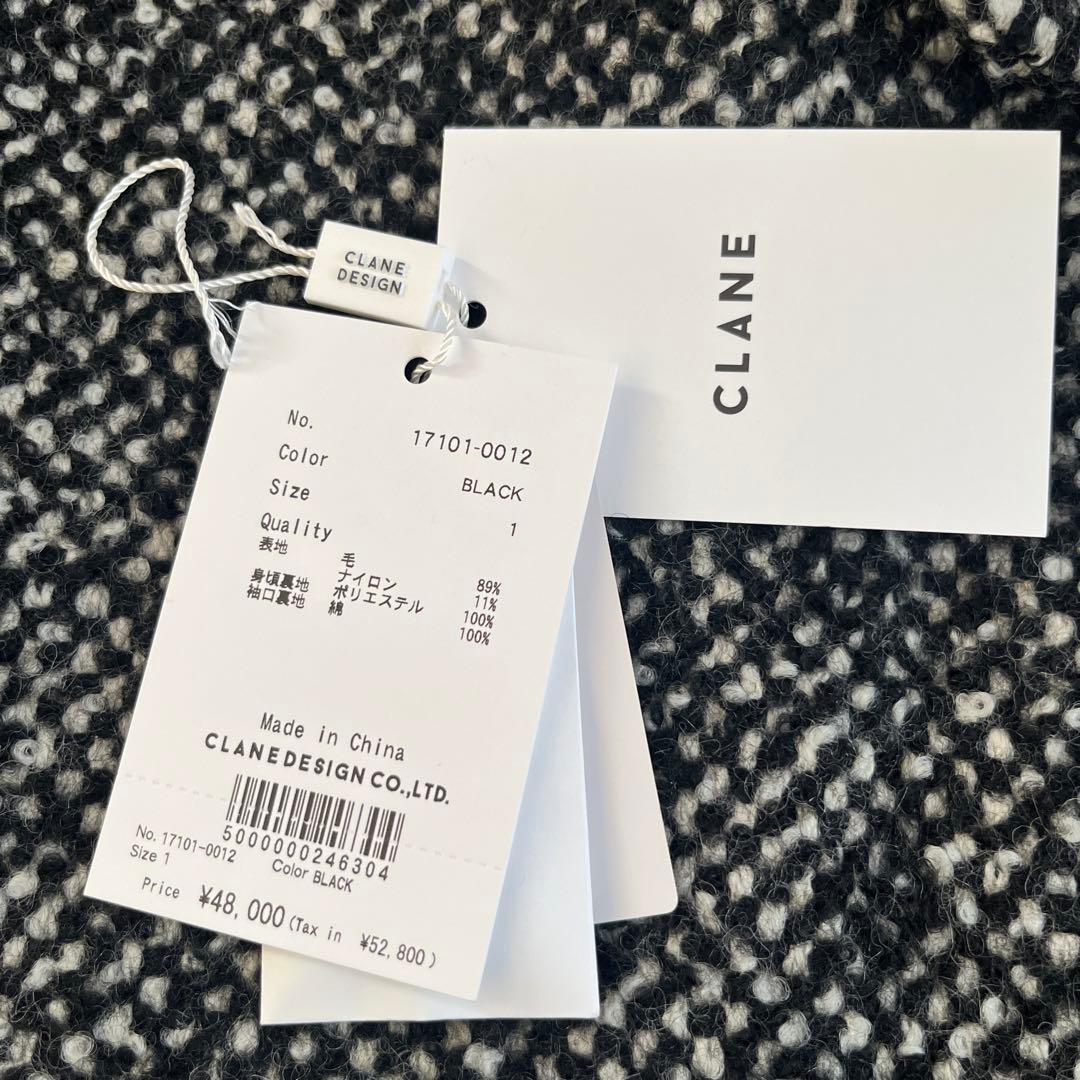 CLANE
DESIGN
CLANE
No. 17101-0012
Color BLACK
Size 1
Quality
表地 毛 89%
ナイロン 11%
身頃裏地 ポリエステル 100%
袖口裏地 綿 100%
Made in China
CLANE DESIGN CO.,LTD.
5000000246304
No. 17101-0012
Size 1 Color BLACK
Price ¥48,000 (Tax in ¥52,800)